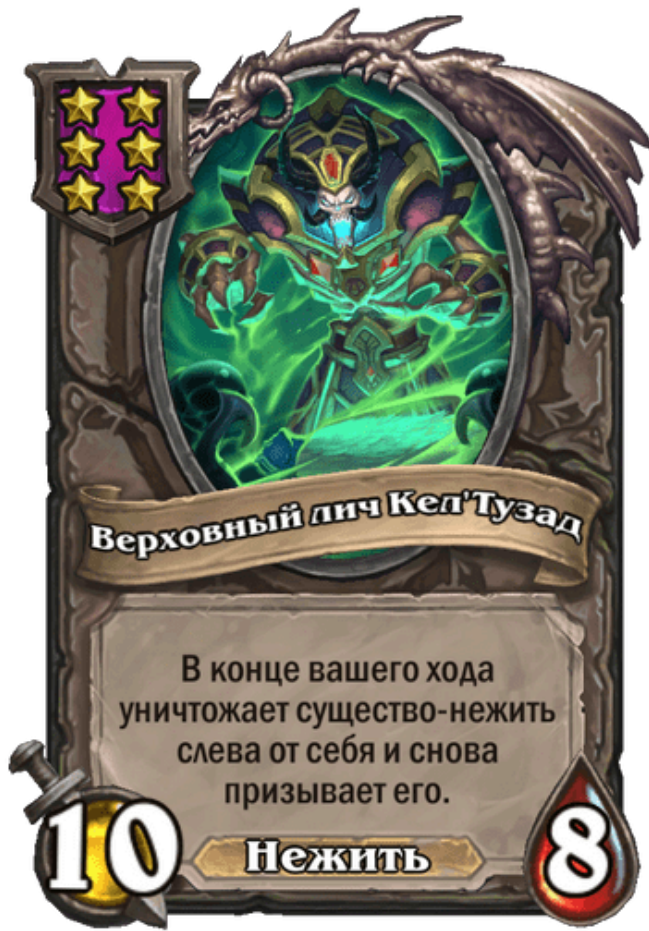 Верховный лич Кел'Тузад
В конце вашего хода
уничтожает существо-нежить
слева от себя и снова
призывает его.
10
Нежить
8